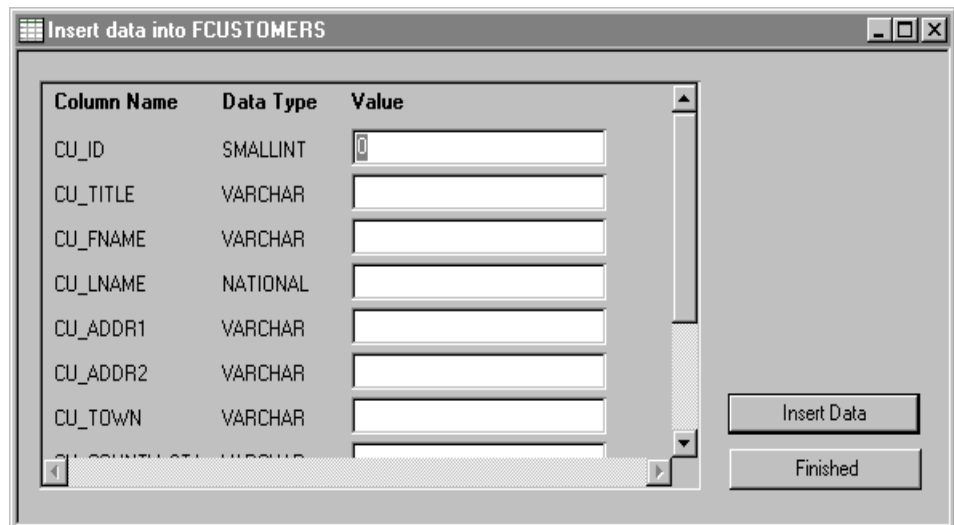 Insert data into FCUSTOMERS
Column Name Data Type Value
CU_ID SMALLINT 0
CU_TITLE VARCHAR
CU_FNAME VARCHAR
CU_LNAME NATIONAL
CU_ADDR1 VARCHAR
CU_ADDR2 VARCHAR
CU_TOWN VARCHAR
Insert Data
Finished